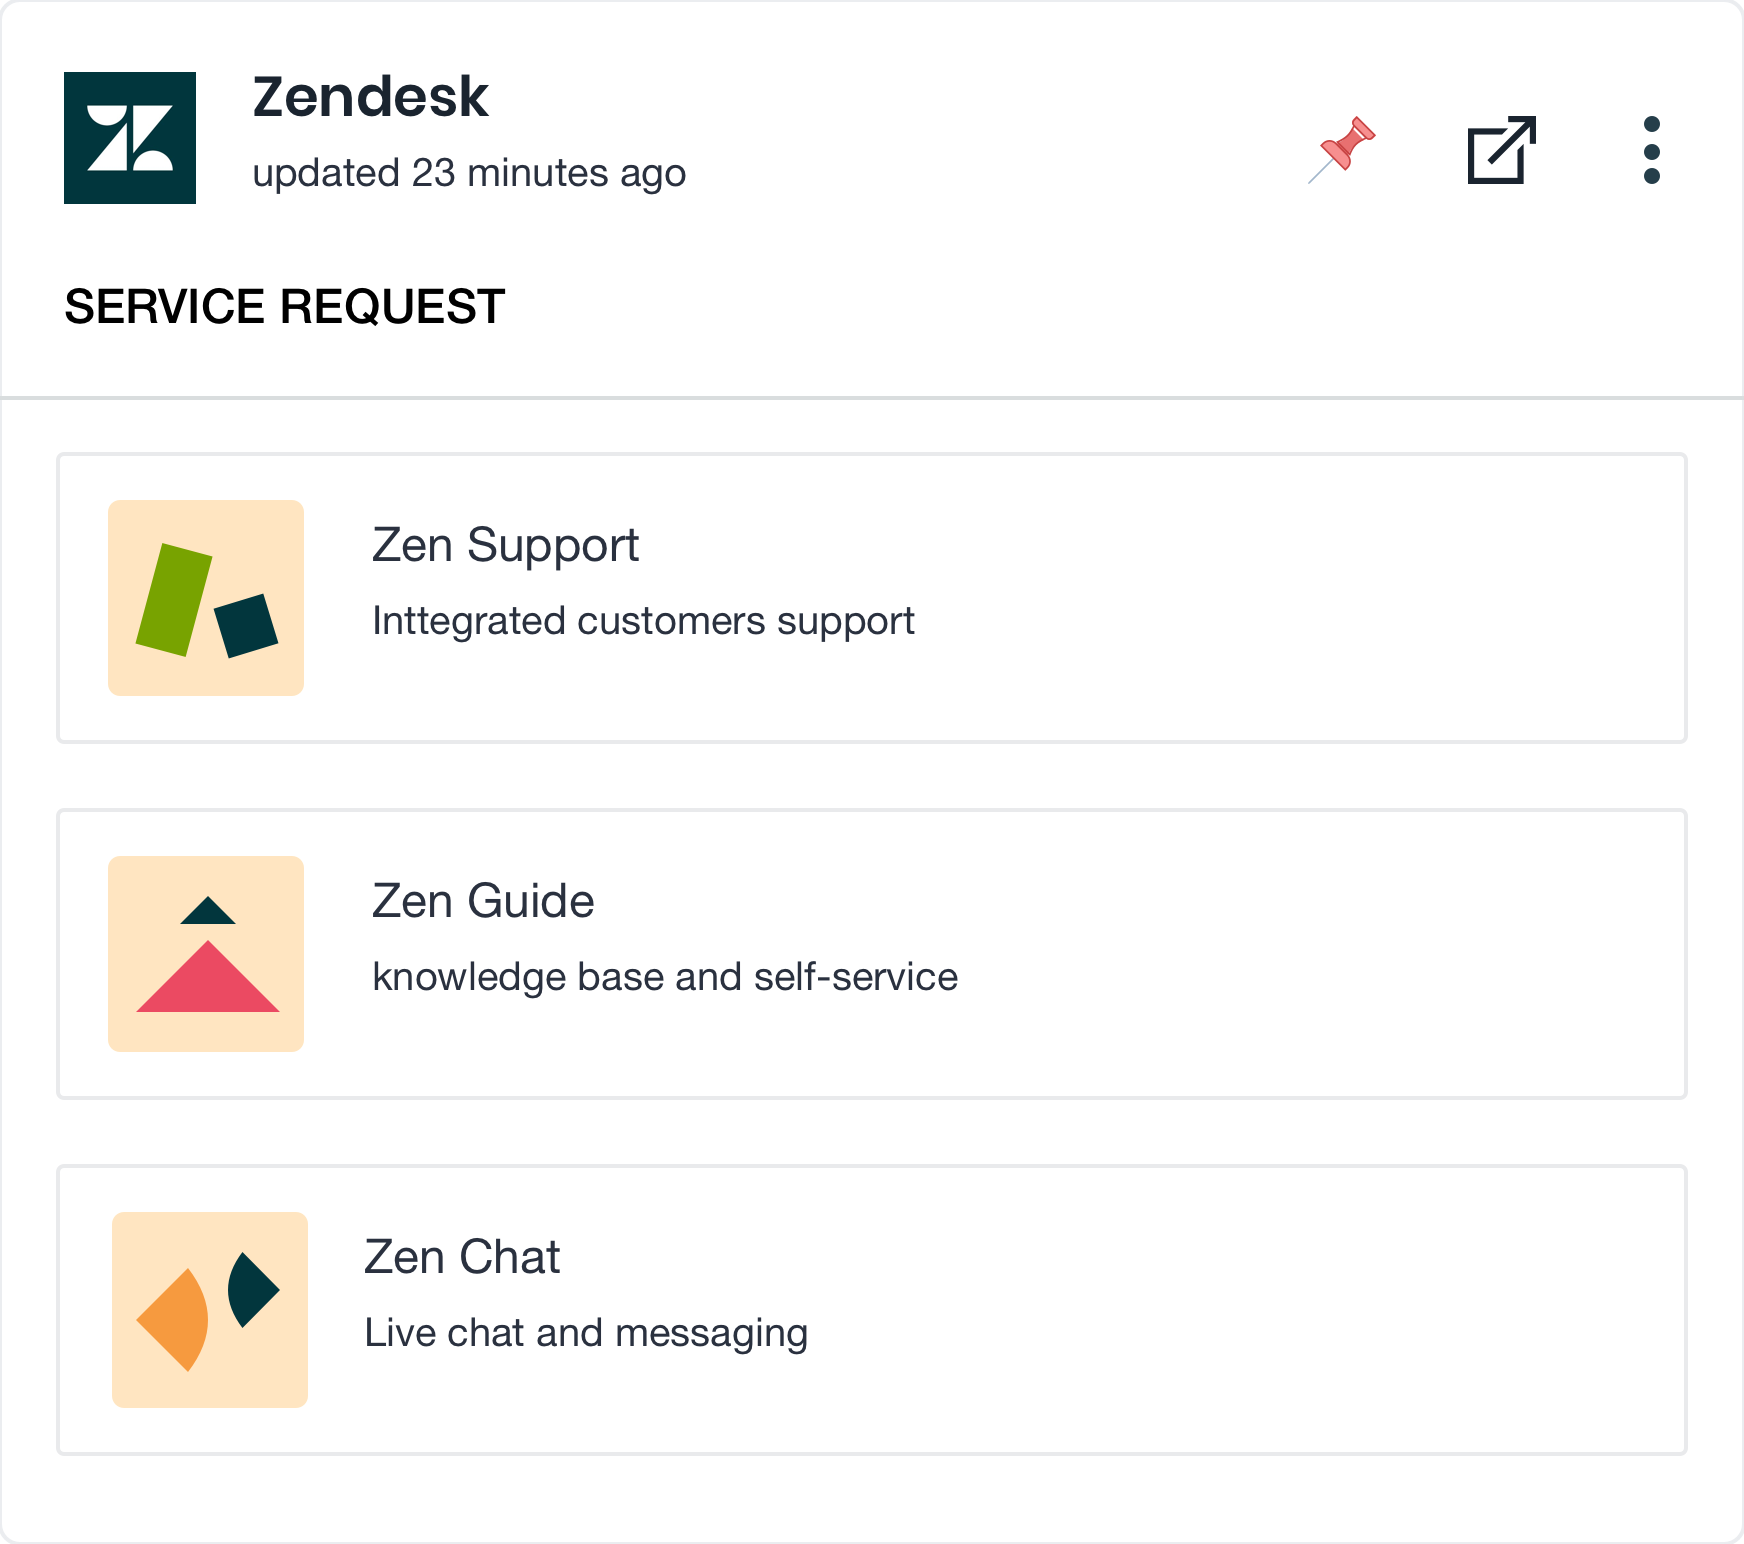 Zendesk
updated 23 minutes ago
SERVICE REQUEST
Zen Support
Inttegrated customers support
Zen Guide
knowledge base and self-service
Zen Chat
Live chat and messaging